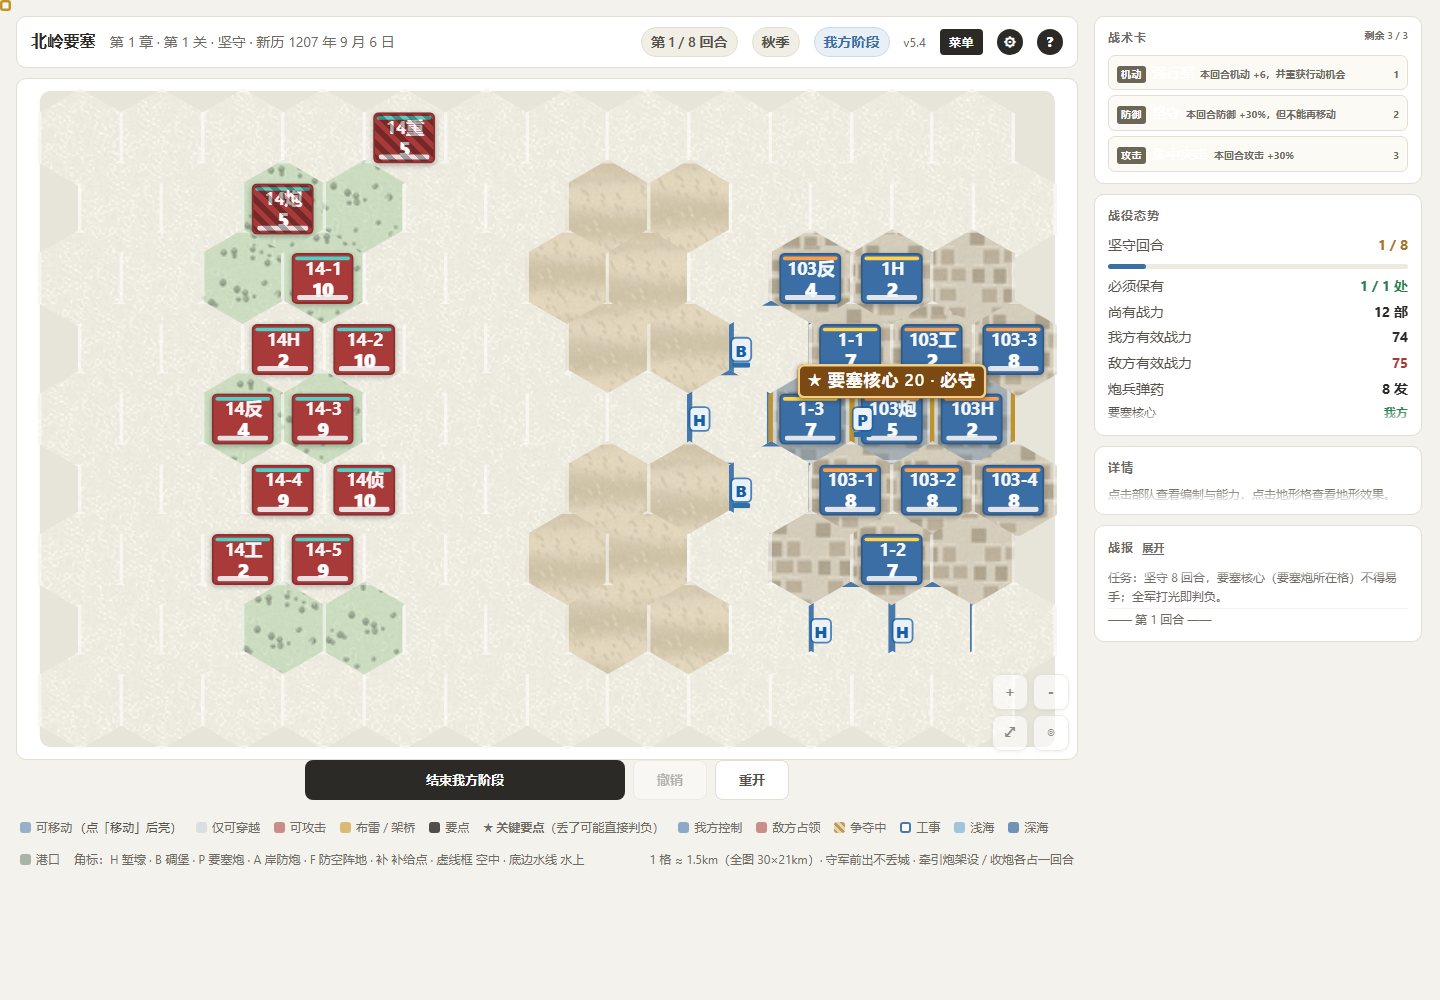 北岭要塞 第 1 章 · 第 1 关 · 坚守 · 新历 1207 年 9 月 6 日 第 1 / 8 回合 秋季 我方阶段 v5.4 菜单 ⚙ ?
14重
5
14炮
5
14-1
10
103反
4
1H
2
14H
2
14-2
10
B
1-1
7
103工
2
103-3
8
★ 要塞核心 20 · 必守
14反
4
14-3
9
H
1-3
7
P
103炮
5
103H
2
14-4
9
14侦
10
B
103-1
8
103-2
8
103-4
8
14工
2
14-5
9
1-2
7
H
H
+
-
结束我方阶段 撤销 重开
可移动（点「移动」后亮） 仅可穿越 可攻击 布雷 / 架桥 要点 ★ 关键要点（丢了可能直接判负） 我方控制 敌方占领 争夺中 工事 浅海 深海
港口 角标：H 堑壕 · B 碉堡 · P 要塞炮 · A 岸防炮 · F 防空阵地 · 补 补给点 · 虚线框 空中 · 底边水线 水上 1 格 ≈ 1.5km（全图 30×21km）· 守军前出不丢城 · 牵引炮架设 / 收炮各占一回合
战术卡 剩余 3 / 3
机动 本回合机动 +6，并重获行动机会 1
防御 本回合防御 +30%，但不能再移动 2
攻击 本回合攻击 +30% 3
战役态势
坚守回合 1 / 8
必须保有 1 / 1 处
尚有战力 12 部
我方有效战力 74
敌方有效战力 75
炮兵弹药 8 发
要塞核心 我方
详情
点击部队查看编制与能力，点击地形格查看地形效果。
战报 展开
任务：坚守 8 回合，要塞核心（要塞炮所在格）不得易
手；全军打光即判负。
—— 第 1 回合 ——